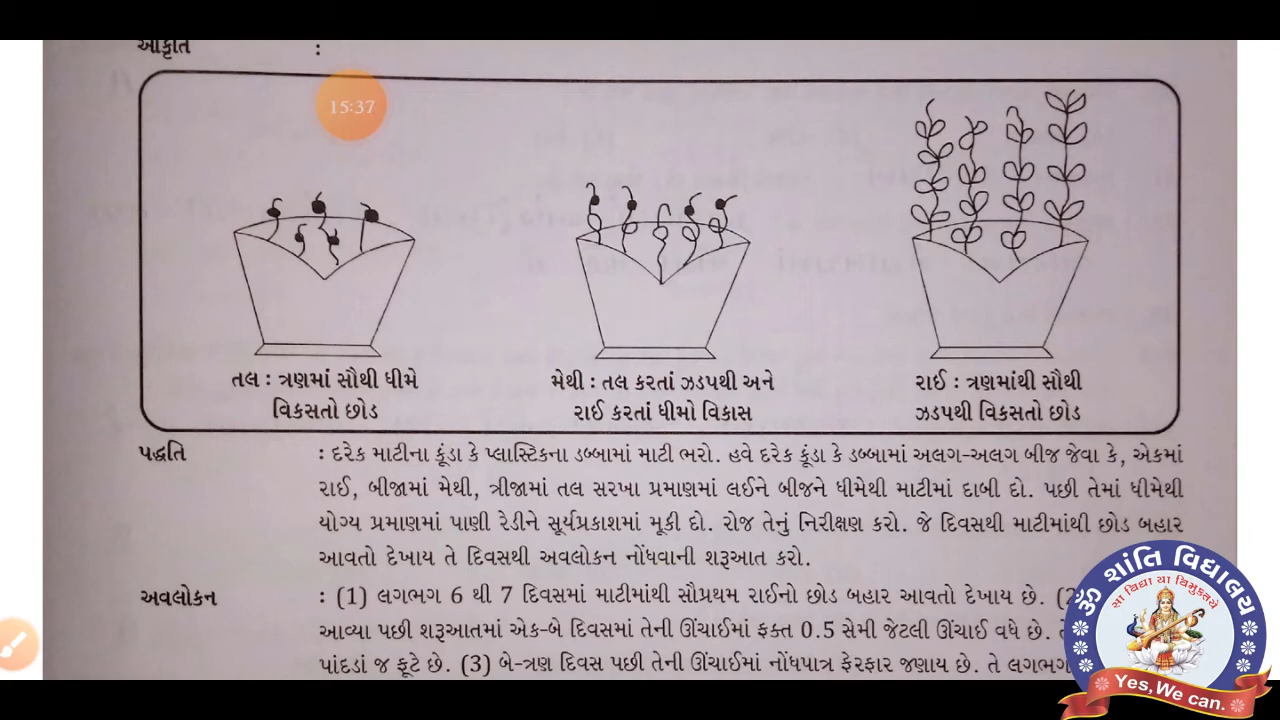 આકૃતિ :
15:37
તલ : ત્રણમાં સૌથી ધીમે
વિકસતો છોડ
મેથી : તલ કરતાં ઝડપથી અને
રાઈ કરતાં ધીમો વિકાસ
રાઈ : ત્રણમાંથી સૌથી
ઝડપથી વિકસતો છોડ
પદ્ધતિ : દરેક માટીના કૂંડા કે પ્લાસ્ટિકના ડબ્બામાં માટી ભરો. હવે દરેક કૂંડા કે ડબ્બામાં અલગ-અલગ બીજ જેવા કે, એકમાં
રાઈ, બીજામાં મેથી, ત્રીજામાં તલ સરખા પ્રમાણમાં લઈને બીજને ધીમેથી માટીમાં દાબી દો. પછી તેમાં ધીમેથી
યોગ્ય પ્રમાણમાં પાણી રેડીને સૂર્યપ્રકાશમાં મૂકી દો. રોજ તેનું નિરીક્ષણ કરો. જે દિવસથી માટીમાંથી છોડ બહાર
આવતો દેખાય તે દિવસથી અવલોકન નોંધવાની શરૂઆત કરો.
અવલોકન : (1) લગભગ 6 થી 7 દિવસમાં માટીમાંથી સૌપ્રથમ રાઈનો છોડ બહાર આવતો દેખાય છે.
આવ્યા પછી શરૂઆતમાં એક-બે દિવસમાં તેની ઊંચાઈમાં ફક્ત 0.5 સેમી જેટલી ઊંચાઈ વધે છે.
પાંદડાં જ ફૂટે છે. (3) બે-ત્રણ દિવસ પછી તેની ઊંચાઈમાં નોંધપાત્ર ફેરફાર જણાય છે. તે લગભગ
ૐ શાંતિ વિદ્યાલય
સા વિદ્યા યા વિમુક્તયે
Yes, We can.